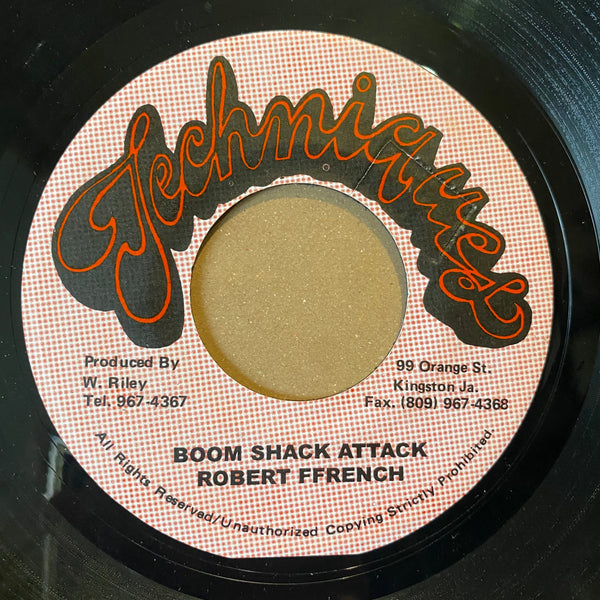 Techniques
Produced By
W. Riley
Tel. 967-4367
99 Orange St.
Kingston Ja.
Fax. (809) 967-4368
BOOM SHACK ATTACK
ROBERT FFRENCH
All Rights Reserved/Unauthorized Copying Strictly Prohibited.